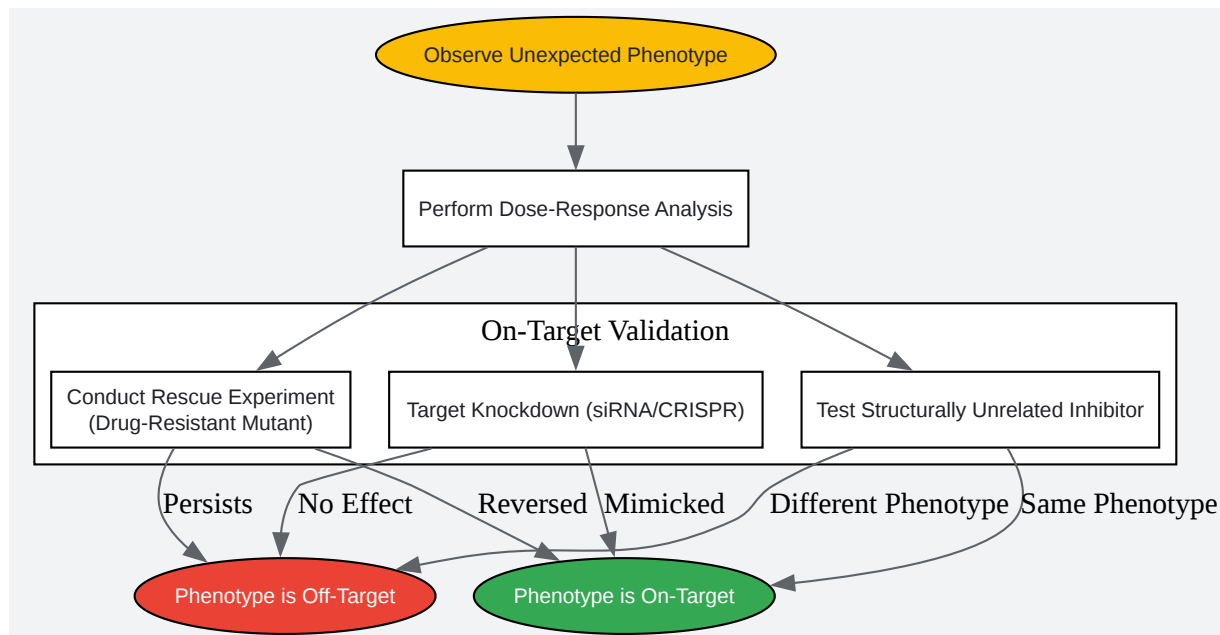 Observe Unexpected Phenotype
Perform Dose-Response Analysis
On-Target Validation
Conduct Rescue Experiment
(Drug-Resistant Mutant)
Target Knockdown (siRNA/CRISPR)
Test Structurally Unrelated Inhibitor
Persists
No Effect
Reversed
Mimicked
Different Phenotype
Same Phenotype
Phenotype is Off-Target
Phenotype is On-Target